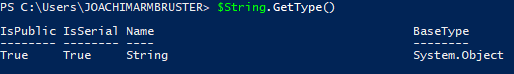 PS C:\Users\JOACHIMARMBRUSTER> $String.GetType()
IsPublic IsSerial Name                                     BaseType
-------- -------- ----                                     --------
True     True     String                                   System.Object